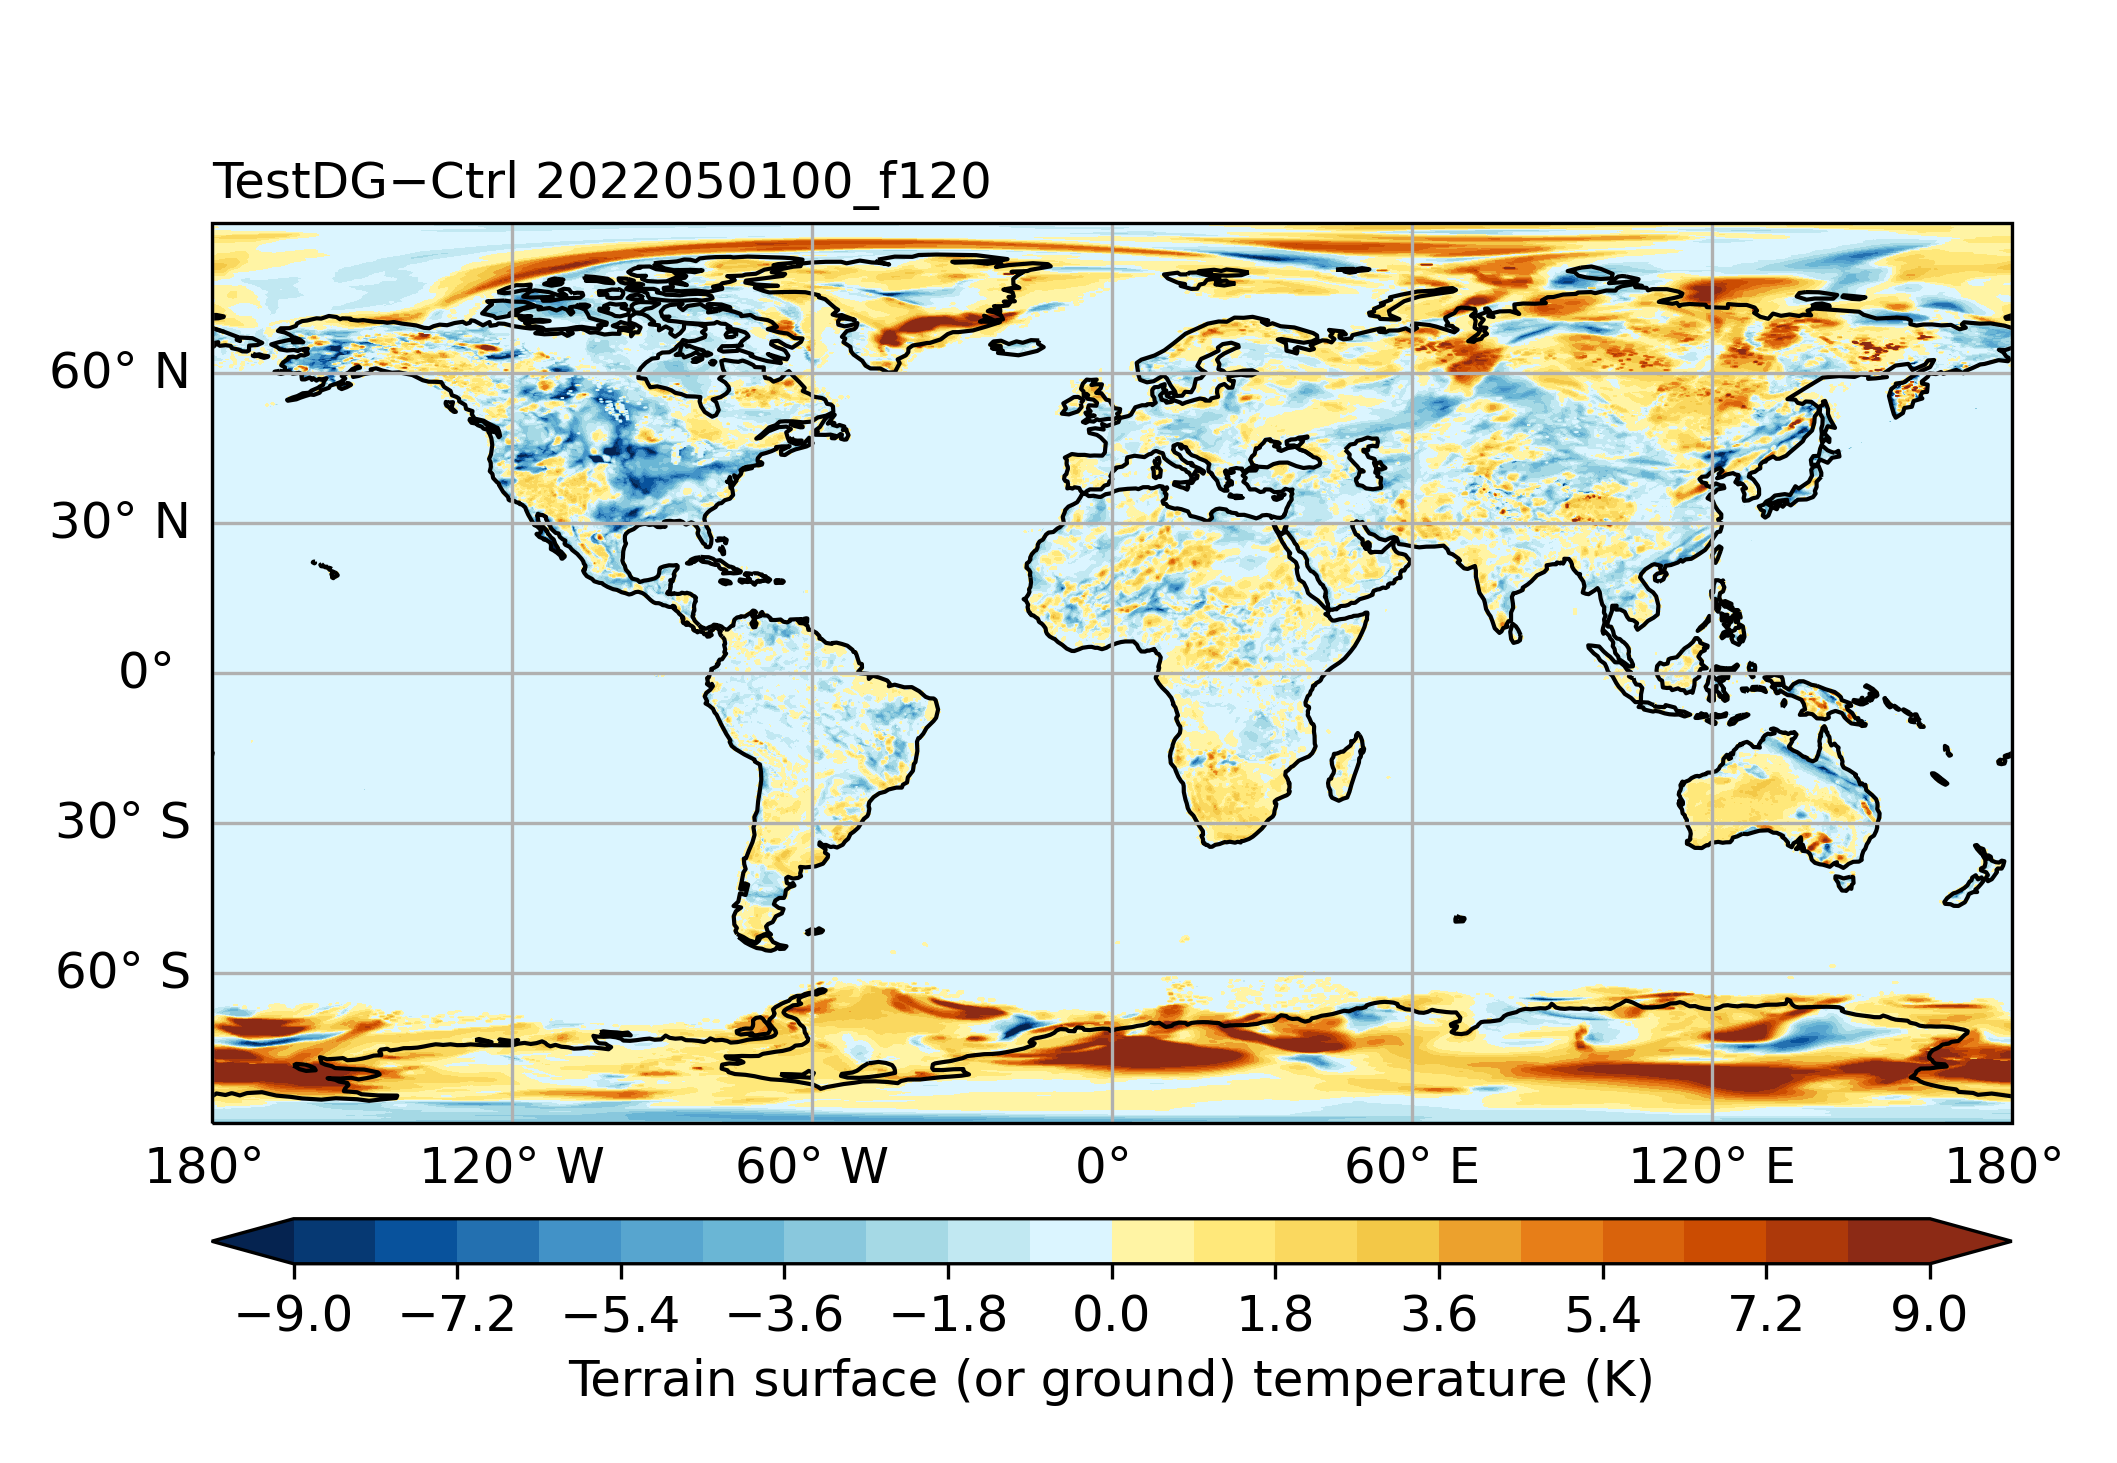 TestDG−Ctrl 2022050100_f120
60° N
30° N
0°
30° S
60° S
180° 120° W 60° W 0° 60° E 120° E 180°
−9.0 −7.2 −5.4 −3.6 −1.8 0.0 1.8 3.6 5.4 7.2 9.0
Terrain surface (or ground) temperature (K)